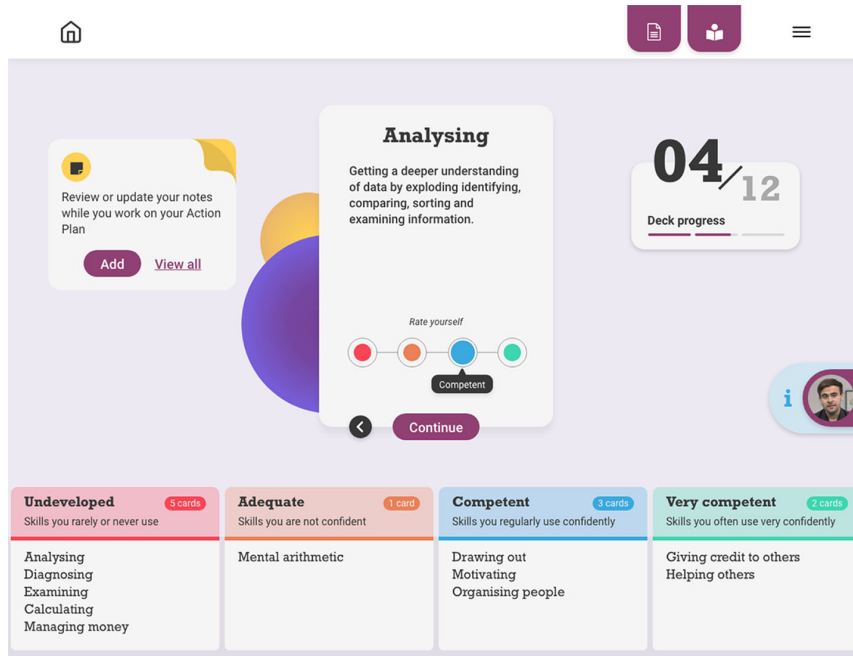 Analysing
Getting a deeper understanding
of data by exploding identifying,
comparing, sorting and
examining information.
Review or update your notes
while you work on your Action
Plan
Add
View all
04/12
Deck progress
Rate yourself
Competent
Continue
i
Undeveloped
5 cards
Skills you rarely or never use
Analysing
Diagnosing
Examining
Calculating
Managing money
Adequate
1 card
Skills you are not confident
Mental arithmetic
Competent
3 cards
Skills you regularly use confidently
Drawing out
Motivating
Organising people
Very competent
2 cards
Skills you often use very confidently
Giving credit to others
Helping others